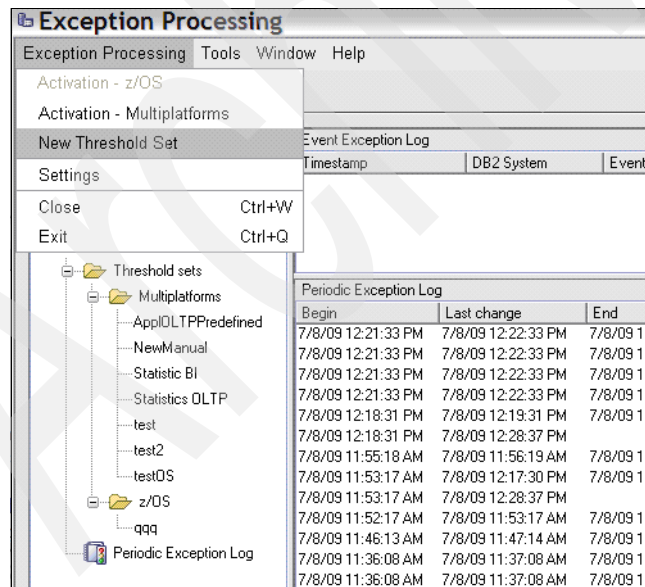 Exception Processing
Exception Processing Tools Window Help
Activation - z/OS
Activation - Multiplatforms
New Threshold Set
Settings
Close Ctrl+W
Exit Ctrl+Q
Event Exception Log
Timestamp DB2 System Event
Threshold sets
Multiplatforms
ApplOLTPPredefined
NewManual
Statistic BI
Statistics OLTP
test
test2
testOS
z/OS
qqq
Periodic Exception Log
Periodic Exception Log
Begin Last change End
7/8/09 12:21:33 PM 7/8/09 12:22:33 PM 7/8/09 1
7/8/09 12:21:33 PM 7/8/09 12:22:33 PM 7/8/09 1
7/8/09 12:21:33 PM 7/8/09 12:22:33 PM 7/8/09 1
7/8/09 12:21:33 PM 7/8/09 12:22:33 PM 7/8/09 1
7/8/09 12:18:31 PM 7/8/09 12:19:31 PM 7/8/09 1
7/8/09 12:18:31 PM 7/8/09 12:28:37 PM
7/8/09 11:55:18 AM 7/8/09 11:56:19 AM 7/8/09 1
7/8/09 11:53:17 AM 7/8/09 12:17:30 PM 7/8/09 1
7/8/09 11:53:17 AM 7/8/09 12:28:37 PM
7/8/09 11:52:17 AM 7/8/09 11:53:17 AM 7/8/09 1
7/8/09 11:46:13 AM 7/8/09 11:47:14 AM 7/8/09 1
7/8/09 11:36:08 AM 7/8/09 11:37:08 AM 7/8/09 1
7/8/09 11:36:08 AM 7/8/09 11:37:08 AM 7/8/09 1